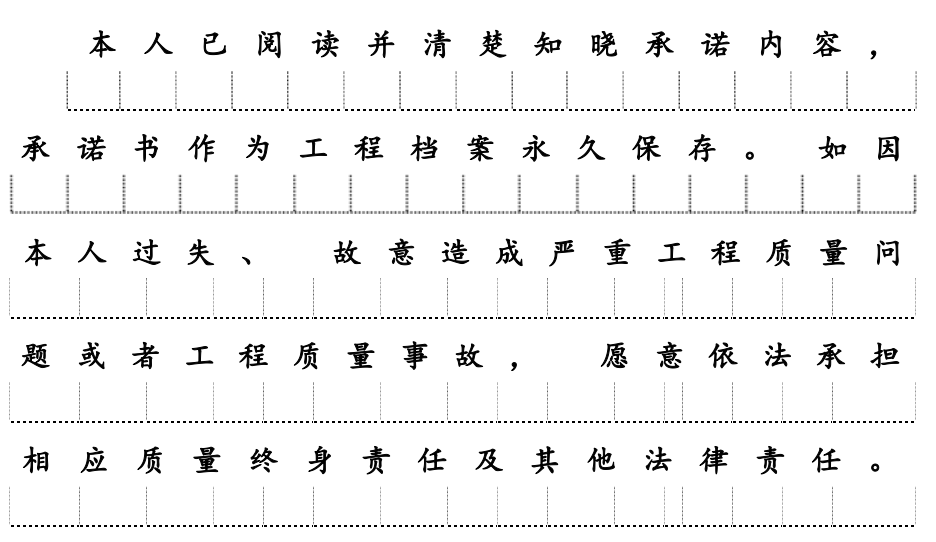 本人已阅读并清楚知晓承诺内容，
承诺书作为工程档案永久保存。如因
本人过失、故意造成严重工程质量问
题或者工程质量事故，愿意依法承担
相应质量终身责任及其他法律责任。